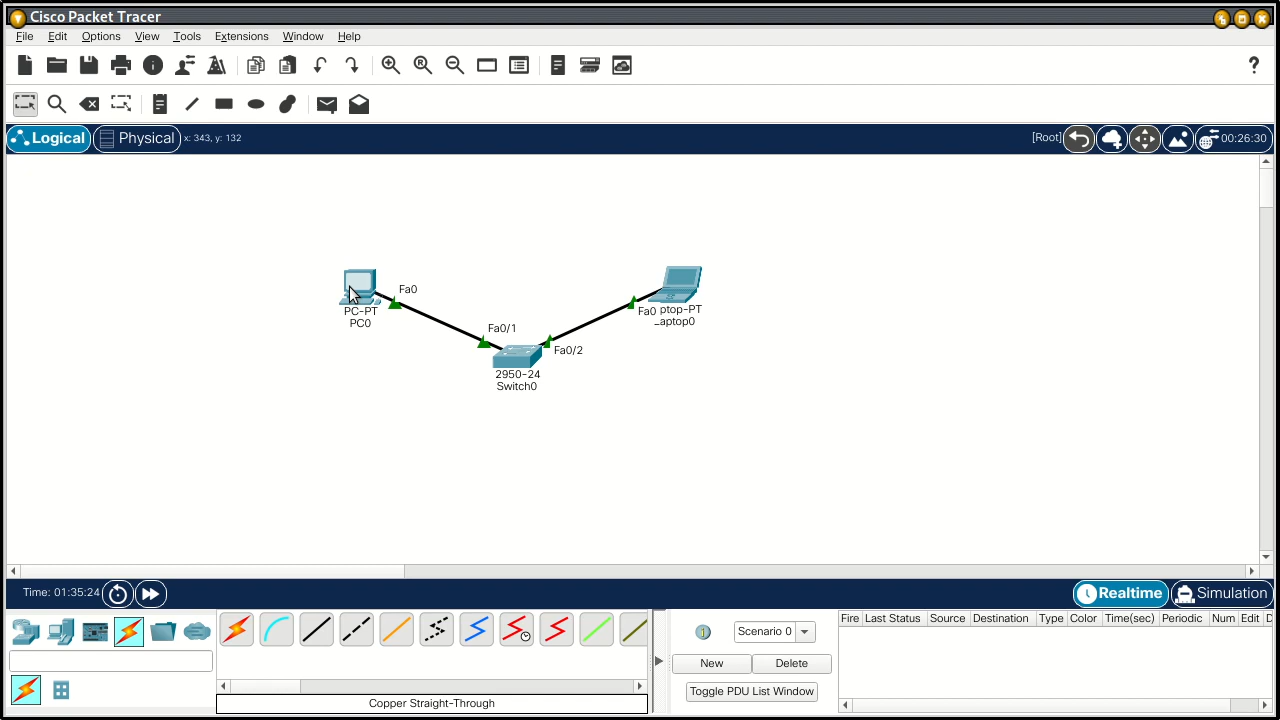 Cisco Packet Tracer
File Edit Options View Tools Extensions Window Help
Logical Physical x: 343, y: 132 [Root] 00:26:30
Fa0
PC-PT
PC0
Fa0 ptop-PT
aptop0
Fa0/1
Fa0/2
2950-24
Switch0
Time: 01:35:24 Realtime Simulation
Fire Last Status Source Destination Type Color Time(sec) Periodic Num Edit D
Scenario 0
New Delete
Toggle PDU List Window
Copper Straight-Through